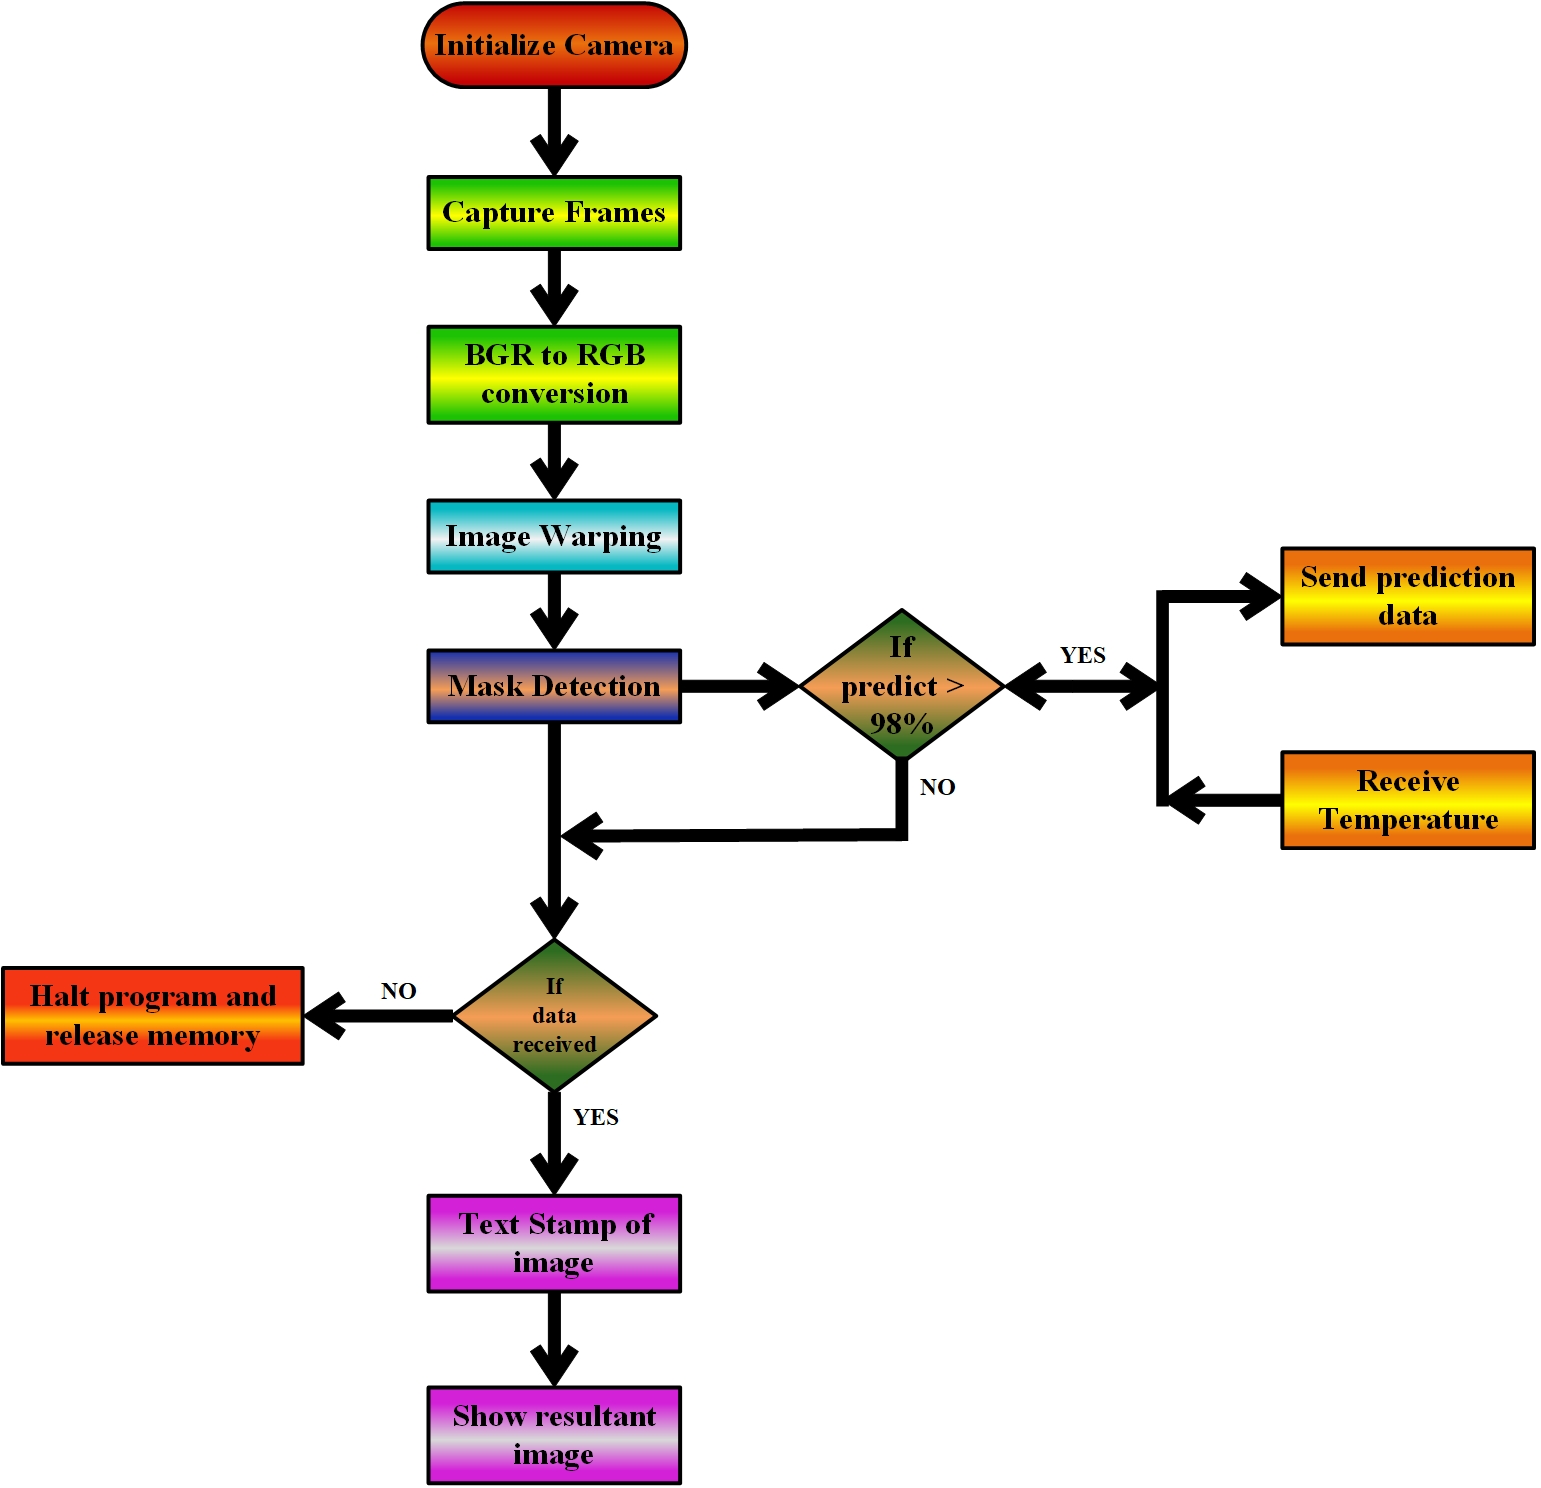 Initialize Camera
Capture Frames
BGR to RGB
conversion
Image Warping
Mask Detection
If
predict >
98%
YES
Send prediction
data
Receive
Temperature
NO
If
data
received
NO
Halt program and
release memory
YES
Text Stamp of
image
Show resultant
image